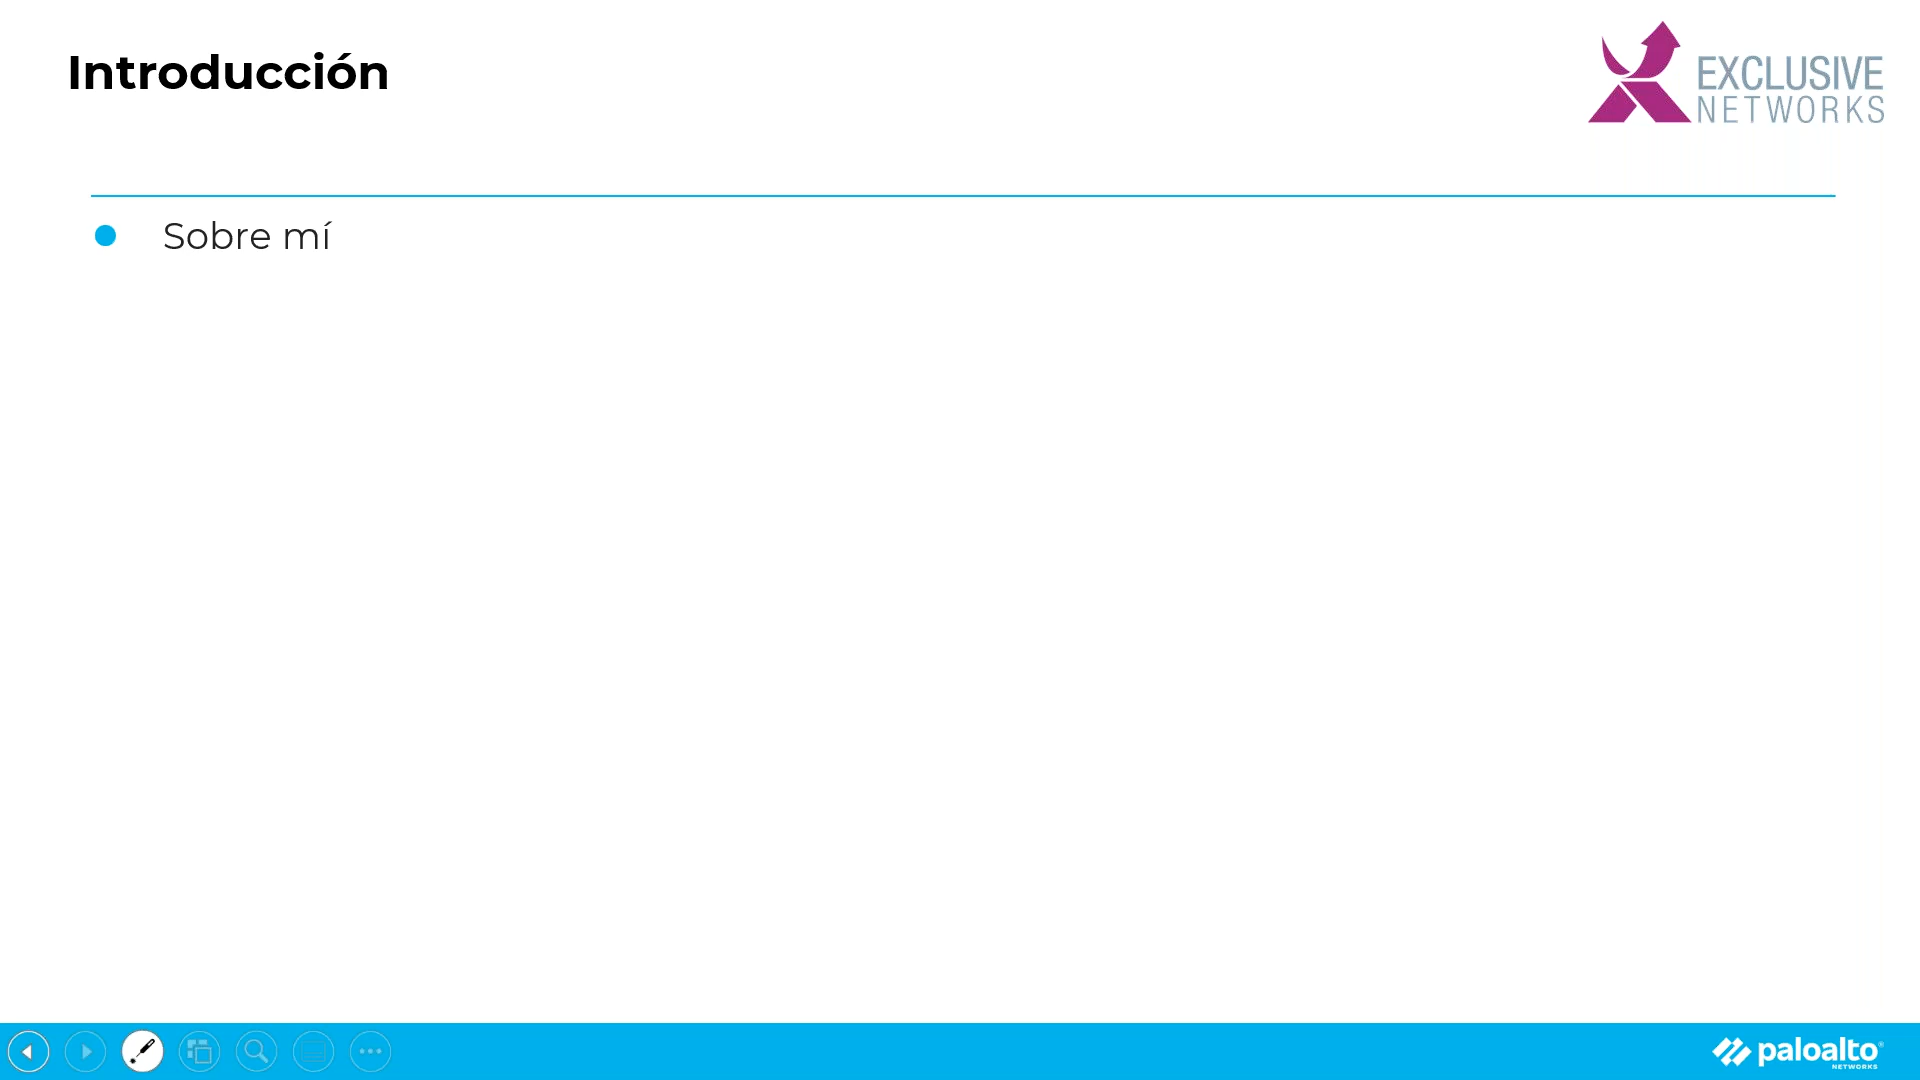 Introducción
EXCLUSIVE
NETWORKS
Sobre mí
paloalto®
NETWORKS